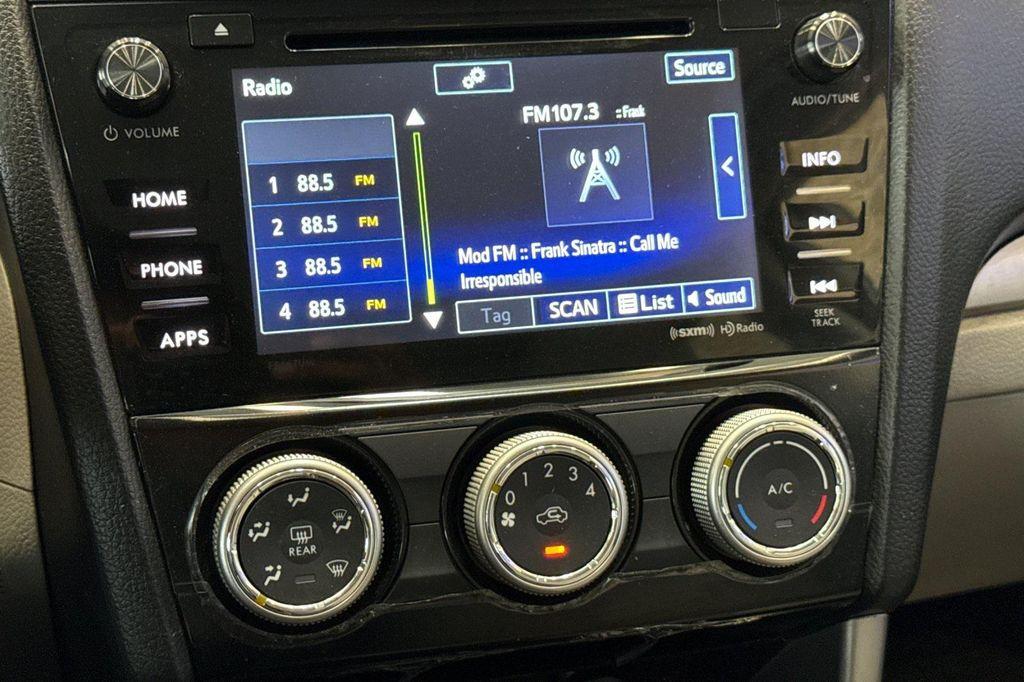 Radio
Source
FM107.3 :: Frank
1 88.5 FM
2 88.5 FM
3 88.5 FM
4 88.5 FM
Mod FM :: Frank Sinatra :: Call Me
Irresponsible
Tag SCAN List Sound
((sxm)) HD Radio
VOLUME
HOME
PHONE
APPS
AUDIO/TUNE
INFO
SEEK
TRACK
REAR
0 1 2 3 4
A/C